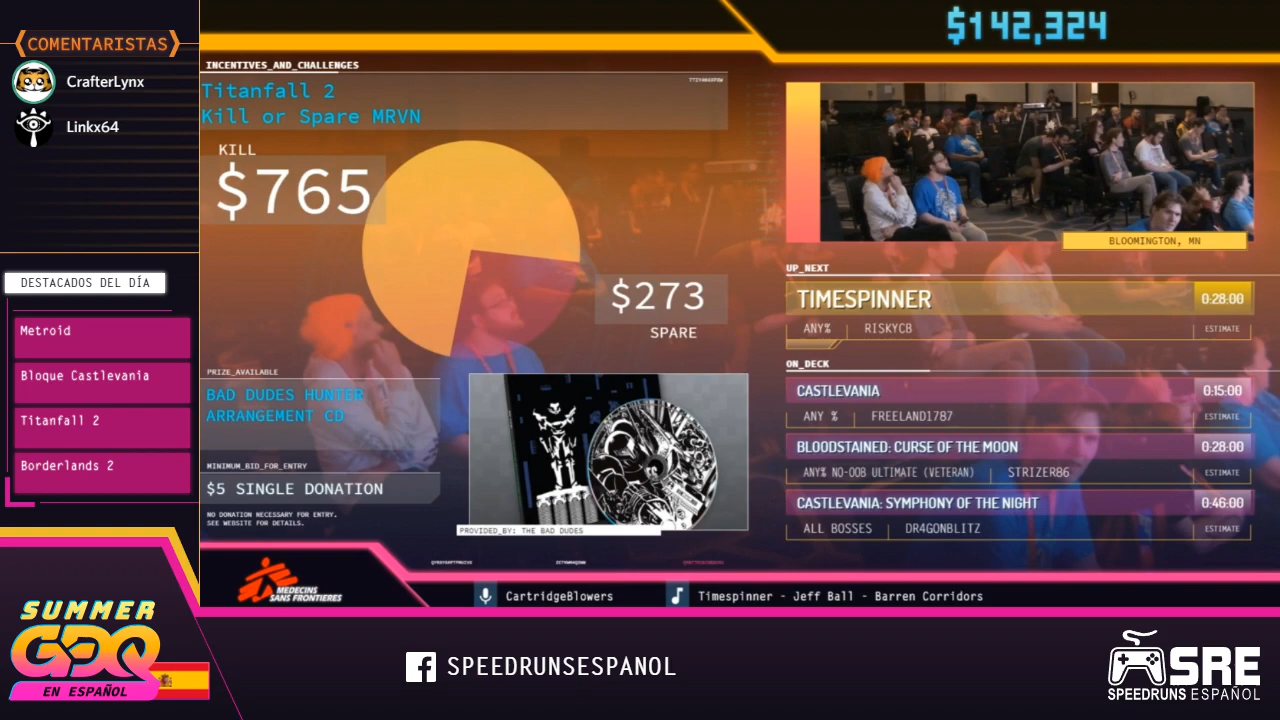 COMENTARISTAS
CrafterLynx
Linkx64
DESTACADOS DEL DÍA
Metroid
Bloque Castlevania
Titanfall 2
Borderlands 2
SUMMER
GDQ
EN ESPAÑOL
$142,324
INCENTIVES_AND_CHALLENGES
Titanfall 2
Kill or Spare MRVN
KILL
$765
$273
SPARE
PRIZE_AVAILABLE
BAD DUDES HUNTER
ARRANGEMENT CD
MINIMUM_BID_FOR_ENTRY
$5 SINGLE DONATION
NO DONATION NECESSARY FOR ENTRY.
SEE WEBSITE FOR DETAILS.
PROVIDED_BY: THE BAD DUDES
BLOOMINGTON, MN
UP_NEXT
TIMESPINNER 0:28:00
ANY% RISKYCB ESTIMATE
ON_DECK
CASTLEVANIA 0:15:00
ANY % FREELAND1787 ESTIMATE
BLOODSTAINED: CURSE OF THE MOON 0:28:00
ANY% NO-OOB ULTIMATE (VETERAN) STRIZER86 ESTIMATE
CASTLEVANIA: SYMPHONY OF THE NIGHT 0:46:00
ALL BOSSES DR4GONBLITZ ESTIMATE
MEDECINS
SANS FRONTIERES
CartridgeBlowers
Timespinner - Jeff Ball - Barren Corridors
SPEEDRUNSESPANOL
SRE
SPEEDRUNS ESPAÑOL